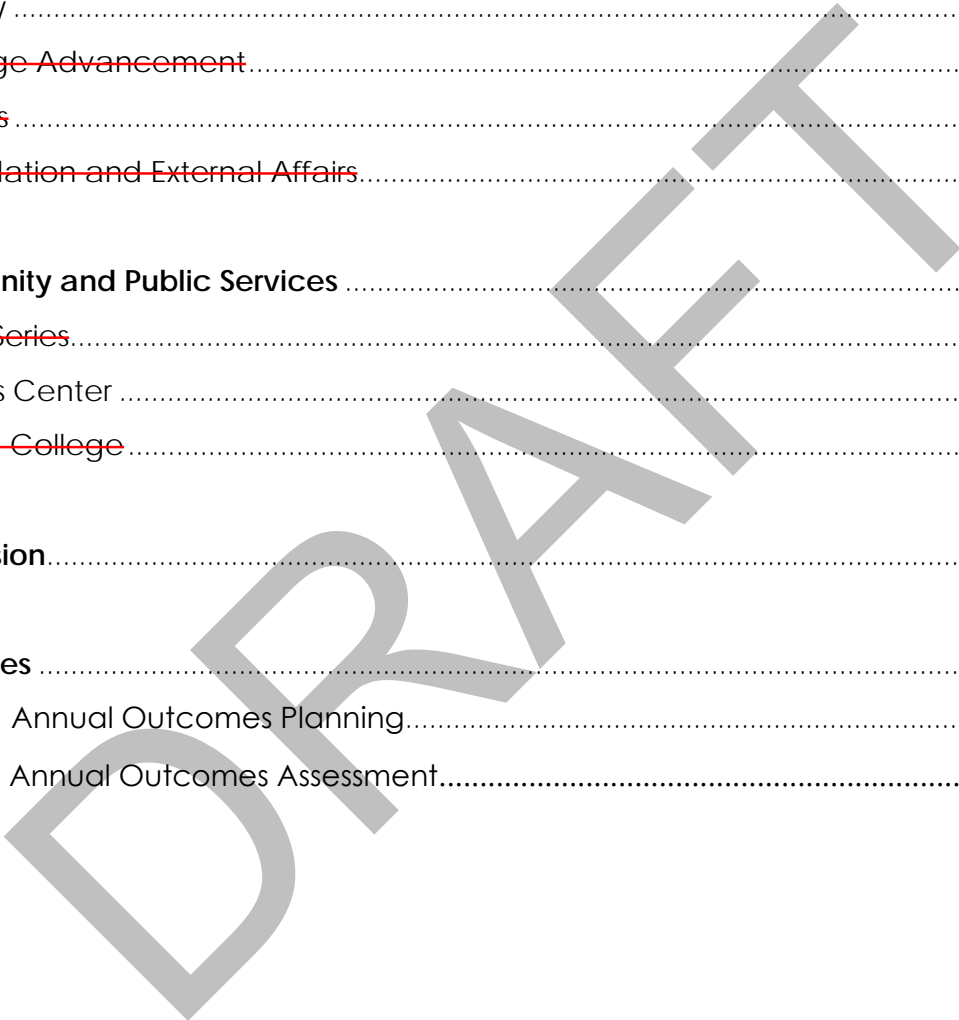 y ........................................
ge Advancement........................................
s ........................................
lation and External Affairs........................................
nity and Public Services ........................................
Series........................................
s Center ........................................
College ........................................
sion........................................
es ........................................
Annual Outcomes Planning........................................
Annual Outcomes Assessment........................................
DRAFT